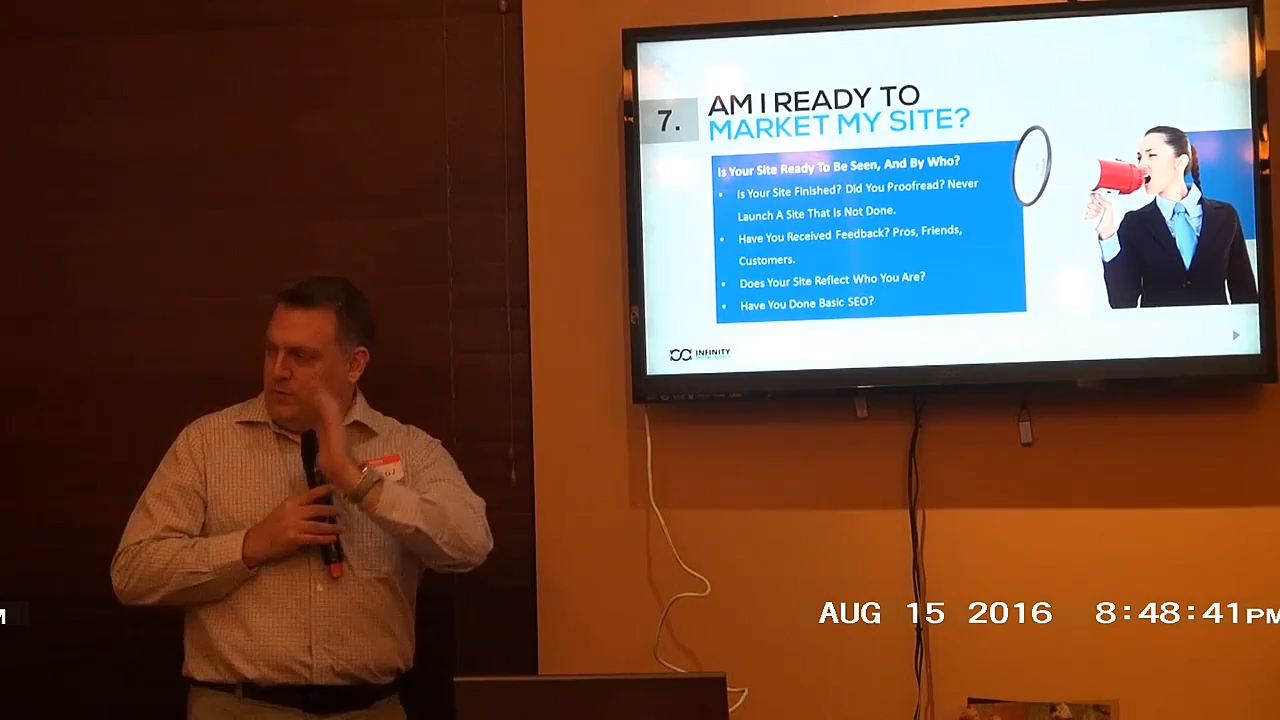 7.
AM I READY TO
MARKET MY SITE?
Is Your Site Ready To Be Seen, And By Who?
• Is Your Site Finished? Did You Proofread? Never
Launch A Site That Is Not Done.
• Have You Received Feedback? Pros, Friends,
Customers.
• Does Your Site Reflect Who You Are?
• Have You Done Basic SEO?
INFINITY
M
AUG 15 2016 8:48:41PM